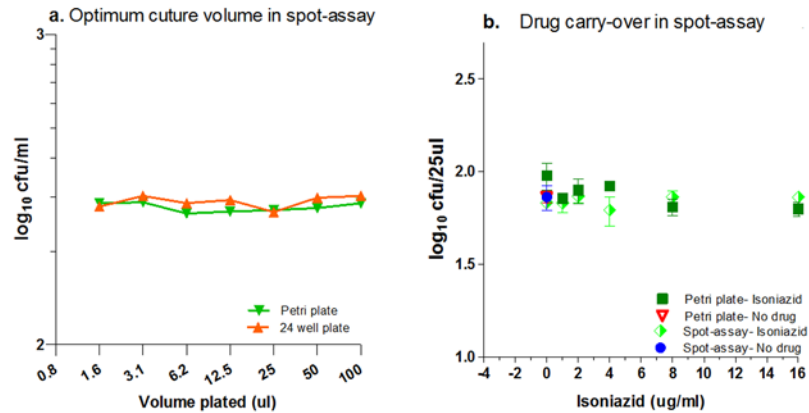 a. Optimum cuture volume in spot-assay
3
log10 cfu/ml
2
0.8 1.6 3.1 6.2 12.5 25 50 100
Volume plated (ul)
Petri plate
24 well plate
b. Drug carry-over in spot-assay
2.5
2.0
1.5
1.0
log10 cfu/25ul
-4 -2 0 2 4 6 8 10 12 14 16
Isoniazid (ug/ml)
Petri plate- Isoniazid
Petri plate- No drug
Spot-assay- Isoniazid
Spot-assay- No drug